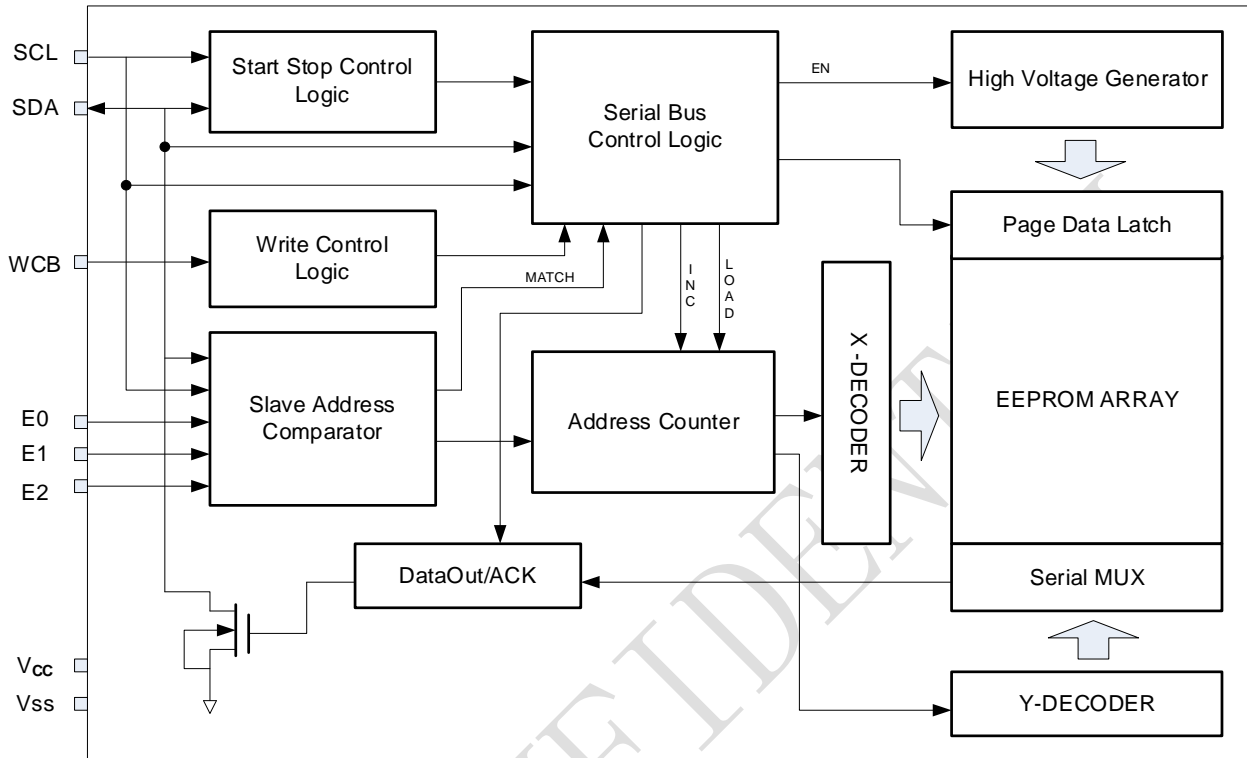 SCL
SDA
WCB
E0
E1
E2
Vcc
Vss
Start Stop Control
Logic
Write Control
Logic
Slave Address
Comparator
Serial Bus
Control Logic
EN
MATCH
INC
LOAD
Address Counter
DataOut/ACK
X-DECODER
High Voltage Generator
Page Data Latch
EEPROM ARRAY
Serial MUX
Y-DECODER